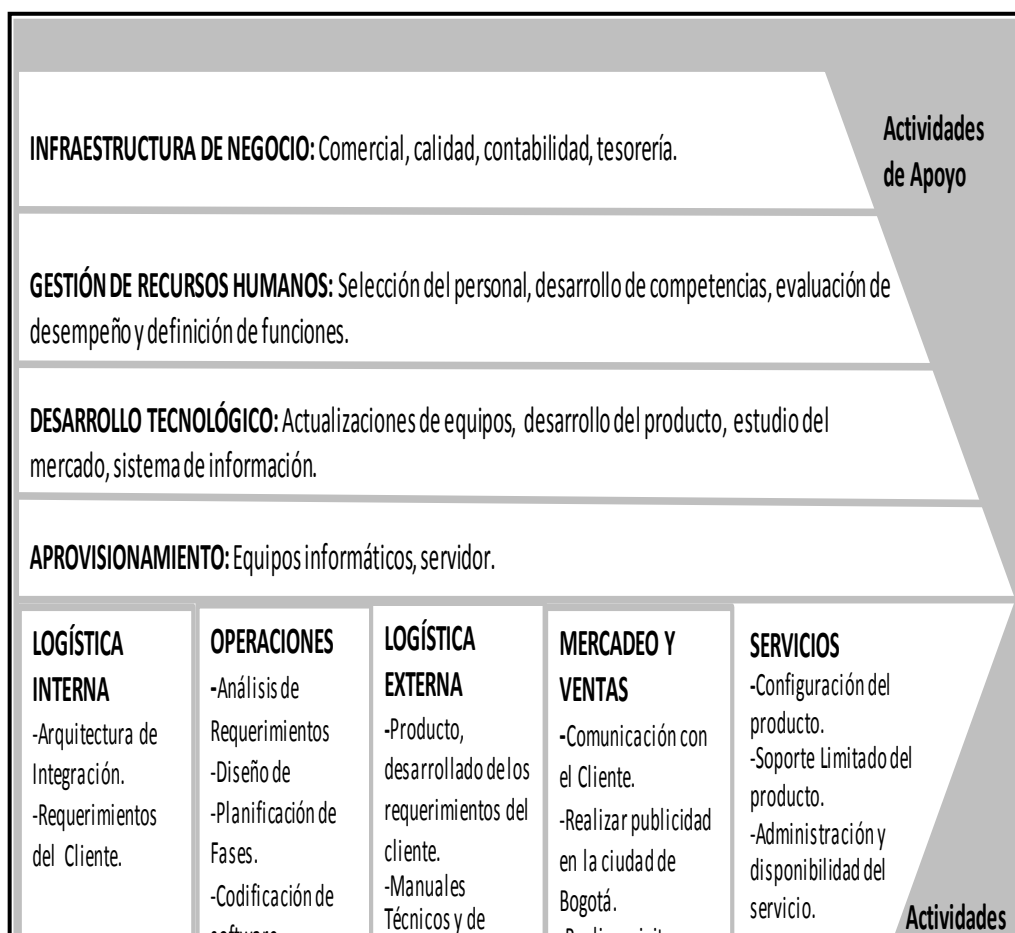 INFRAESTRUCTURA DE NEGOCIO: Comercial, calidad, contabilidad, tesorería.
Actividades
de Apoyo
GESTIÓN DE RECURSOS HUMANOS: Selección del personal, desarrollo de competencias, evaluación de
desempeño y definición de funciones.
DESARROLLO TECNOLÓGICO: Actualizaciones de equipos, desarrollo del producto, estudio del
mercado, sistema de información.
APROVISIONAMIENTO: Equipos informáticos, servidor.
LOGÍSTICA
INTERNA
-Arquitectura de
Integración.
-Requerimientos
del Cliente.
OPERACIONES
-Análisis de
Requerimientos
-Diseño de
-Planificación de
Fases.
-Codificación de
LOGÍSTICA
EXTERNA
-Producto,
desarrollado de los
requerimientos del
cliente.
-Manuales
Técnicos y de
MERCADEO Y
VENTAS
-Comunicación con
el Cliente.
-Realizar publicidad
en la ciudad de
Bogotá.
SERVICIOS
-Configuración del
producto.
-Soporte Limitado del
producto.
-Administración y
disponibilidad del
servicio.
Actividades